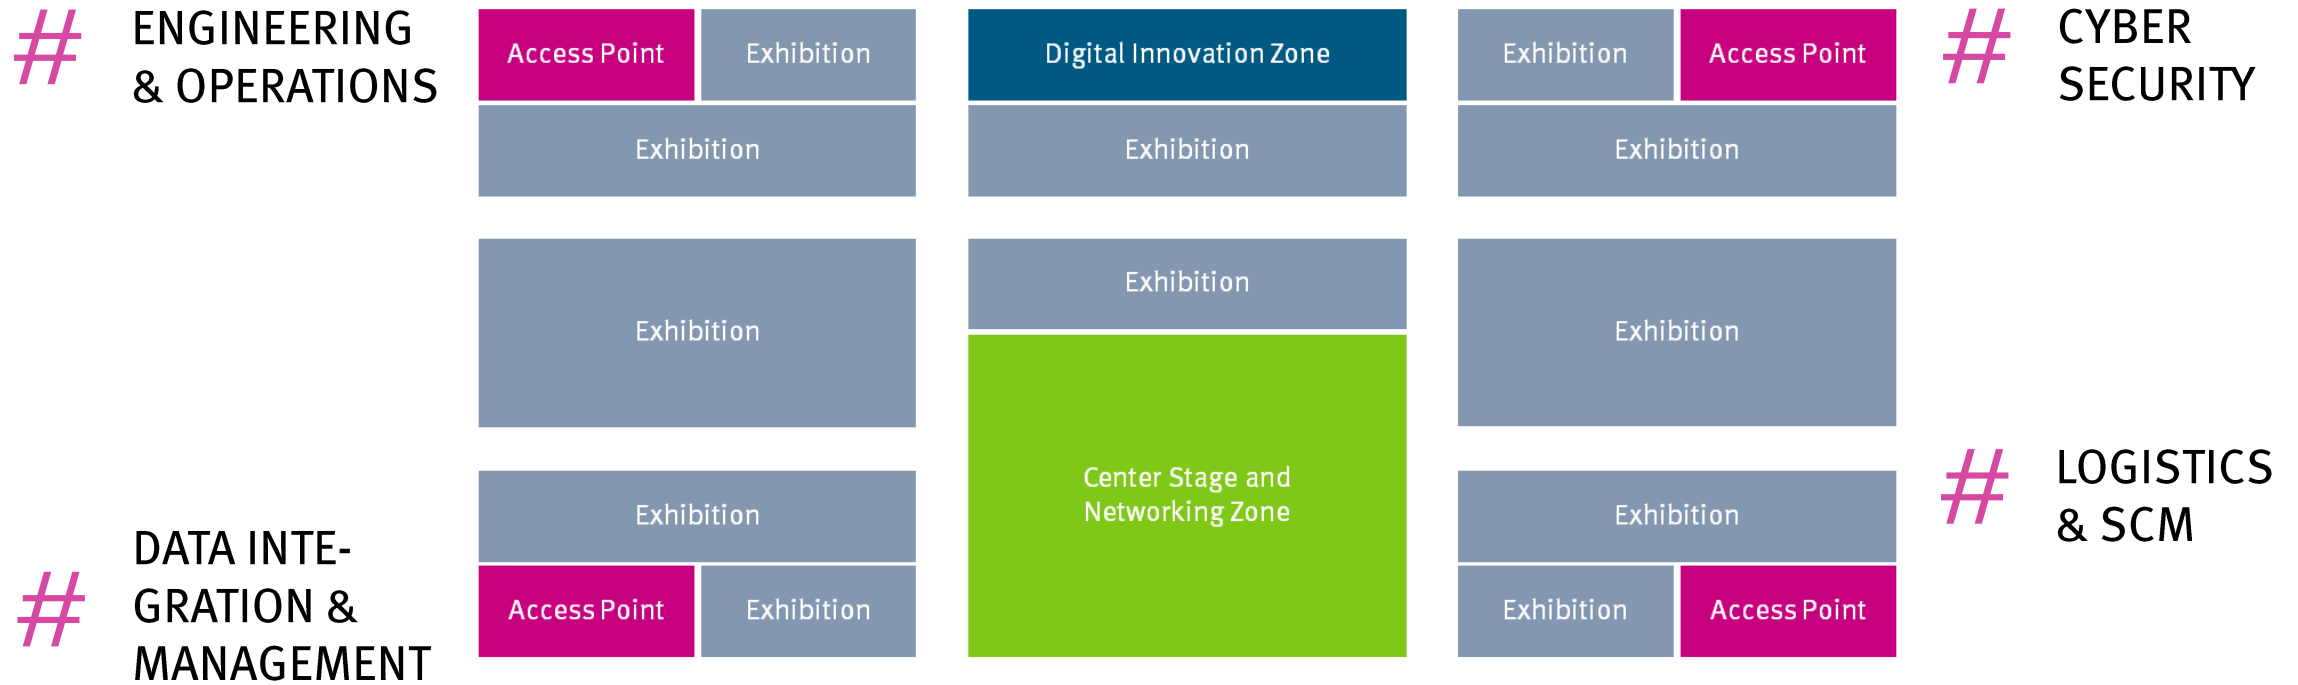 # ENGINEERING
& OPERATIONS
Access Point
Exhibition
Digital Innovation Zone
Exhibition
Access Point
# CYBER
SECURITY
Exhibition
Exhibition
Exhibition
Exhibition
Exhibition
Exhibition
Center Stage and
Networking Zone
# LOGISTICS
& SCM
Exhibition
Exhibition
# DATA INTE-
GRATION &
MANAGEMENT
Access Point
Exhibition
Exhibition
Access Point